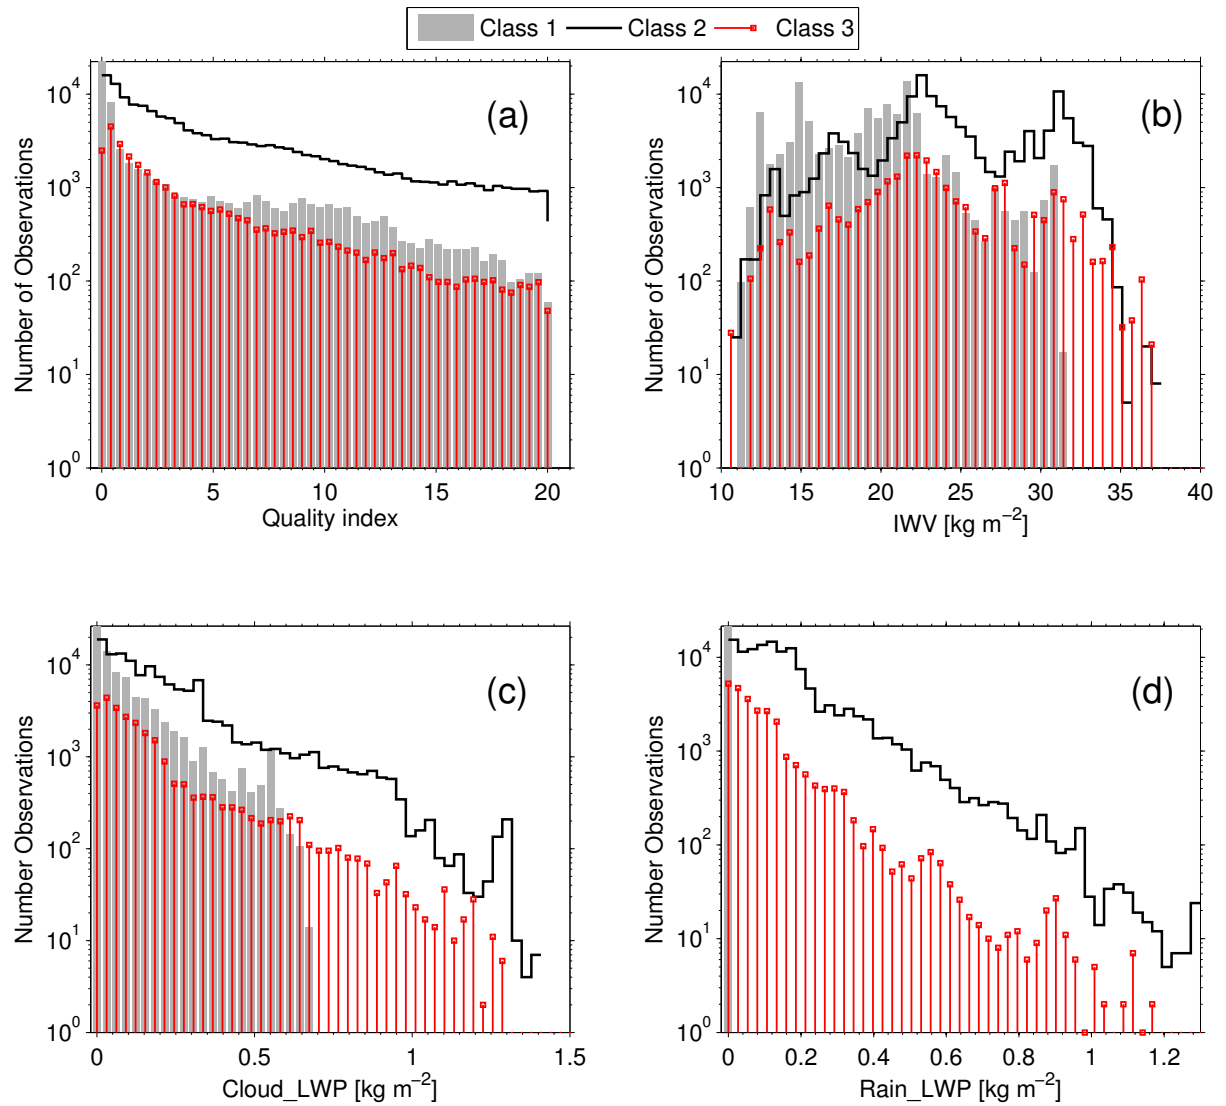 Class 1 Class 2 Class 3
(a)
Number of Observations
10^4
10^3
10^2
10^1
10^0
0 5 10 15 20
Quality index
(b)
Number of Observations
10^4
10^3
10^2
10^1
10^0
10 15 20 25 30 35 40
IWV [kg m^−2]
(c)
Number Observations
10^4
10^3
10^2
10^1
10^0
0 0.5 1 1.5
Cloud_LWP [kg m^−2]
(d)
Number Observations
10^4
10^3
10^2
10^1
10^0
0 0.2 0.4 0.6 0.8 1 1.2
Rain_LWP [kg m^−2]